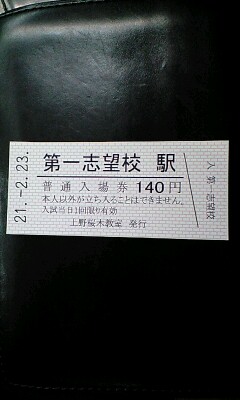 21.-2.23.
第一志望校 駅
普通入場券 140円
本人以外が立ち入ることはできません。
入試当日1回限り有効
上野桜木教室 発行
入 第一志望校